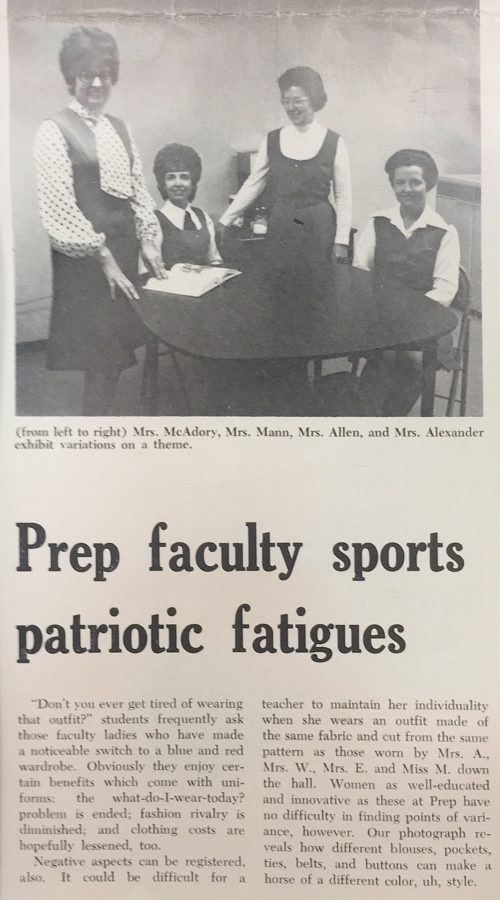 (from left to right) Mrs. McAdory, Mrs. Mann, Mrs. Allen, and Mrs. Alexander
exhibit variations on a theme.
Prep faculty sports
patriotic fatigues
"Don't you ever get tired of wearing
that outfit?" students frequently ask
those faculty ladies who have made
a noticeable switch to a blue and red
wardrobe. Obviously they enjoy cer-
tain benefits which come with uni-
forms: the what-do-I-wear-today?
problem is ended; fashion rivalry is
diminished; and clothing costs are
hopefully lessened, too.
Negative aspects can be registered,
also. It could be difficult for a
teacher to maintain her individuality
when she wears an outfit made of
the same fabric and cut from the same
pattern as those worn by Mrs. A.,
Mrs. W., Mrs. E. and Miss M. down
the hall. Women as well-educated
and innovative as these at Prep have
no difficulty in finding points of vari-
ance, however. Our photograph re-
veals how different blouses, pockets,
ties, belts, and buttons can make a
horse of a different color, uh, style.